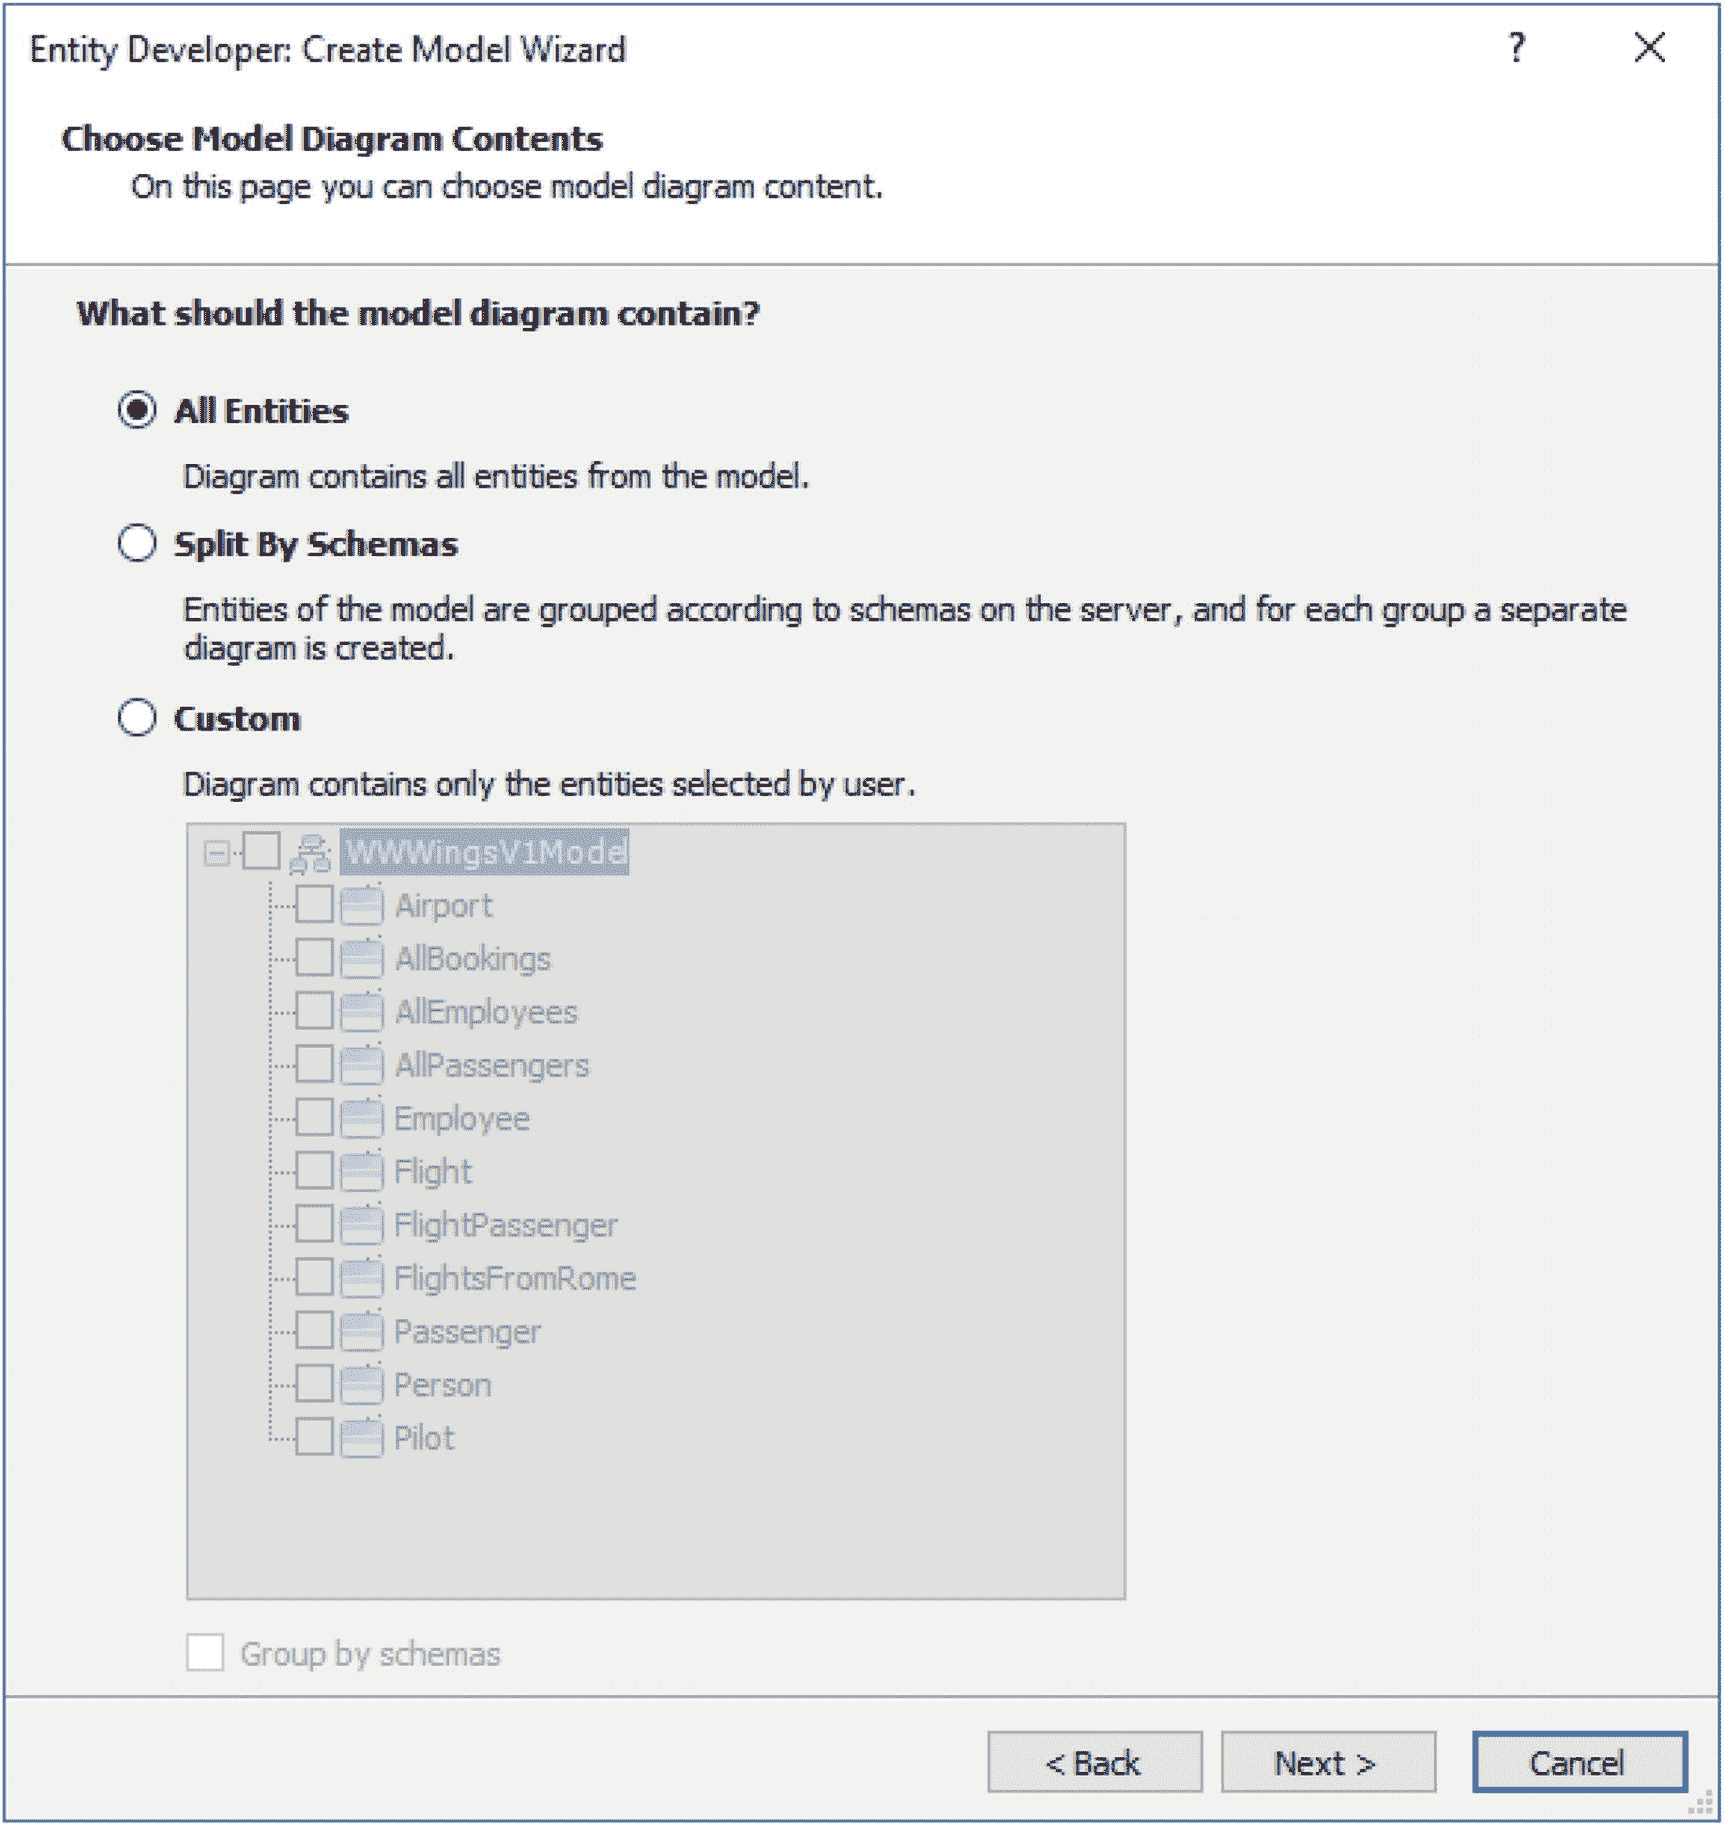 Entity Developer: Create Model Wizard
?
Choose Model Diagram Contents
On this page you can choose model diagram content.
What should the model diagram contain?
All Entities
Diagram contains all entities from the model.
Split By Schemas
Entities of the model are grouped according to schemas on the server, and for each group a separate
diagram is created.
Custom
Diagram contains only the entities selected by user.
WWWingsV1Model
Airport
AllBookings
AllEmployees
AllPassengers
Employee
Flight
FlightPassenger
FlightsFromRome
Passenger
Person
Pilot
Group by schemas
< Back
Next >
Cancel